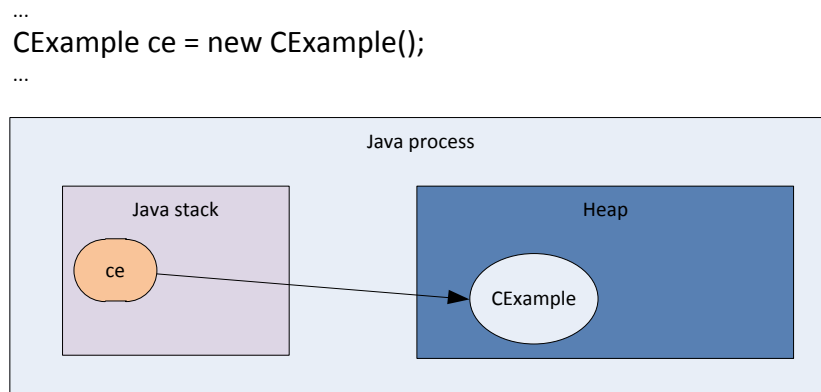 ...
CExample ce = new CExample();
...
Java process
Java stack
Heap
ce
CExample